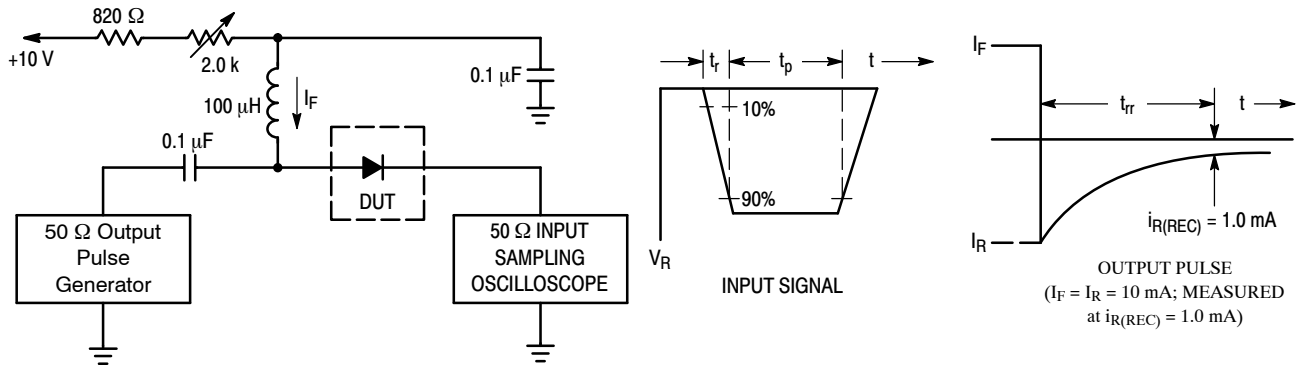 820 Ω
+10 V
2.0 k
100 μH
I_F
0.1 μF
0.1 μF
DUT
50 Ω Output
Pulse
Generator
50 Ω INPUT
SAMPLING
OSCILLOSCOPE
t_r
t_p
t
10%
90%
V_R
INPUT SIGNAL
I_F
t_rr
t
i_R(REC) = 1.0 mA
I_R
OUTPUT PULSE
(I_F = I_R = 10 mA; MEASURED
at i_R(REC) = 1.0 mA)